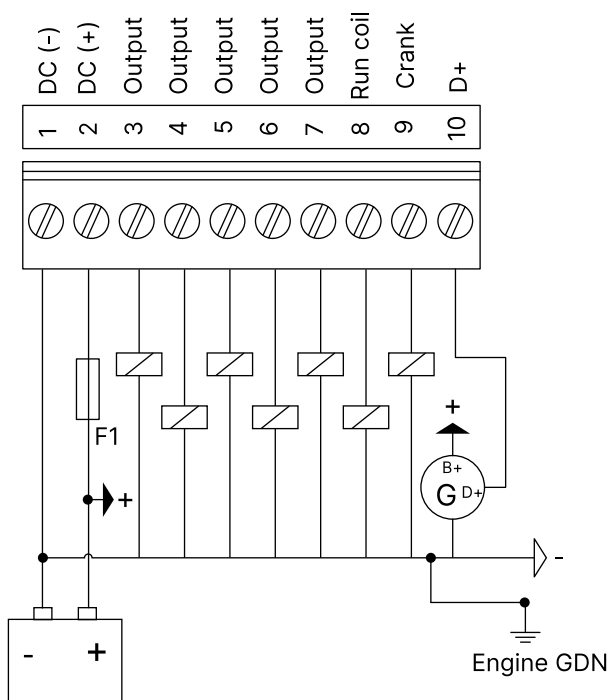 DC (-)
DC (+)
Output
Output
Output
Output
Output
Run coil
Crank
D+
1 2 3 4 5 6 7 8 9 10
F1
+
+
B+
G D+
-
- +
Engine GDN